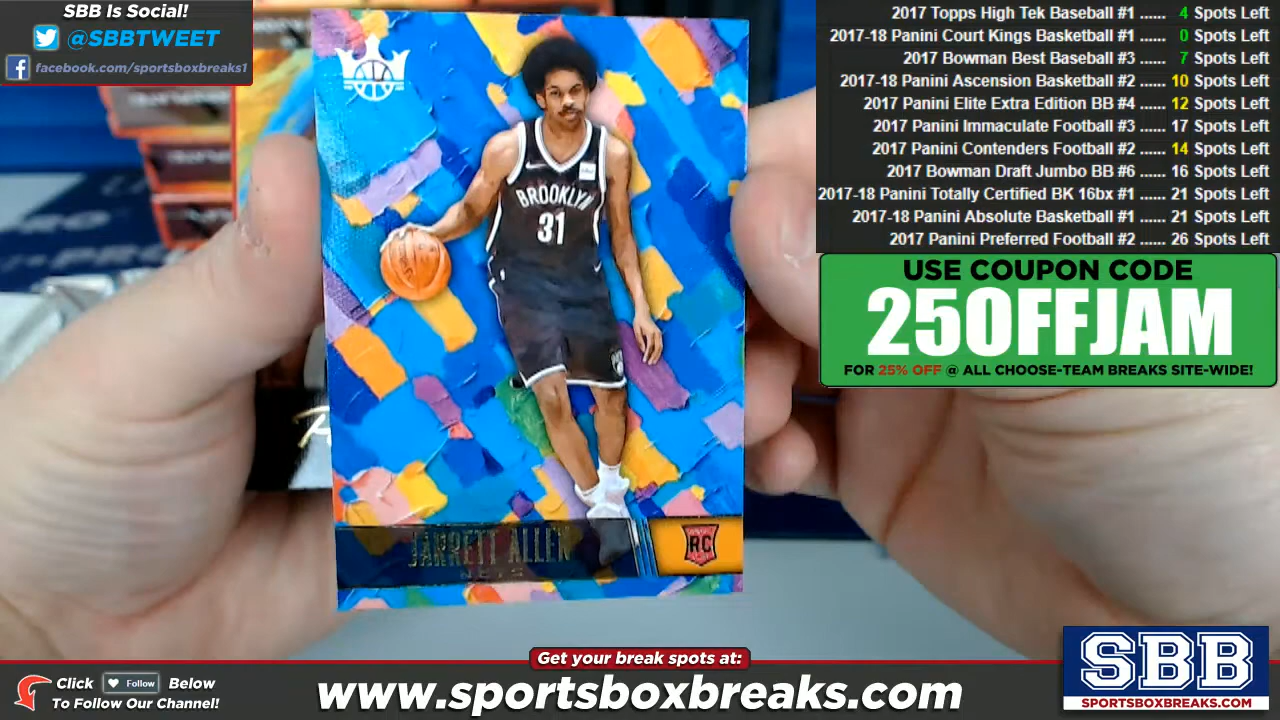 SBB Is Social!
@SBBTWEET
facebook.com/sportsboxbreaks1
2017 Topps High Tek Baseball #1 ...... 4 Spots Left
2017-18 Panini Court Kings Basketball #1 ...... 0 Spots Left
2017 Bowman Best Baseball #3 ...... 7 Spots Left
2017-18 Panini Ascension Basketball #2 ...... 10 Spots Left
2017 Panini Elite Extra Edition BB #4 ...... 12 Spots Left
2017 Panini Immaculate Football #3 ...... 17 Spots Left
2017 Panini Contenders Football #2 ...... 14 Spots Left
2017 Bowman Draft Jumbo BB #6 ...... 16 Spots Left
2017-18 Panini Totally Certified BK 16bx #1 ...... 21 Spots Left
2017-18 Panini Absolute Basketball #1 ...... 21 Spots Left
2017 Panini Preferred Football #2 ...... 26 Spots Left
USE COUPON CODE
25OFFJAM
FOR 25% OFF @ ALL CHOOSE-TEAM BREAKS SITE-WIDE!
BROOKLYN
31
JARRETT ALLEN
NETS
RC
Get your break spots at:
www.sportsboxbreaks.com
Click Follow Below
To Follow Our Channel!
SBB
SPORTSBOXBREAKS.COM